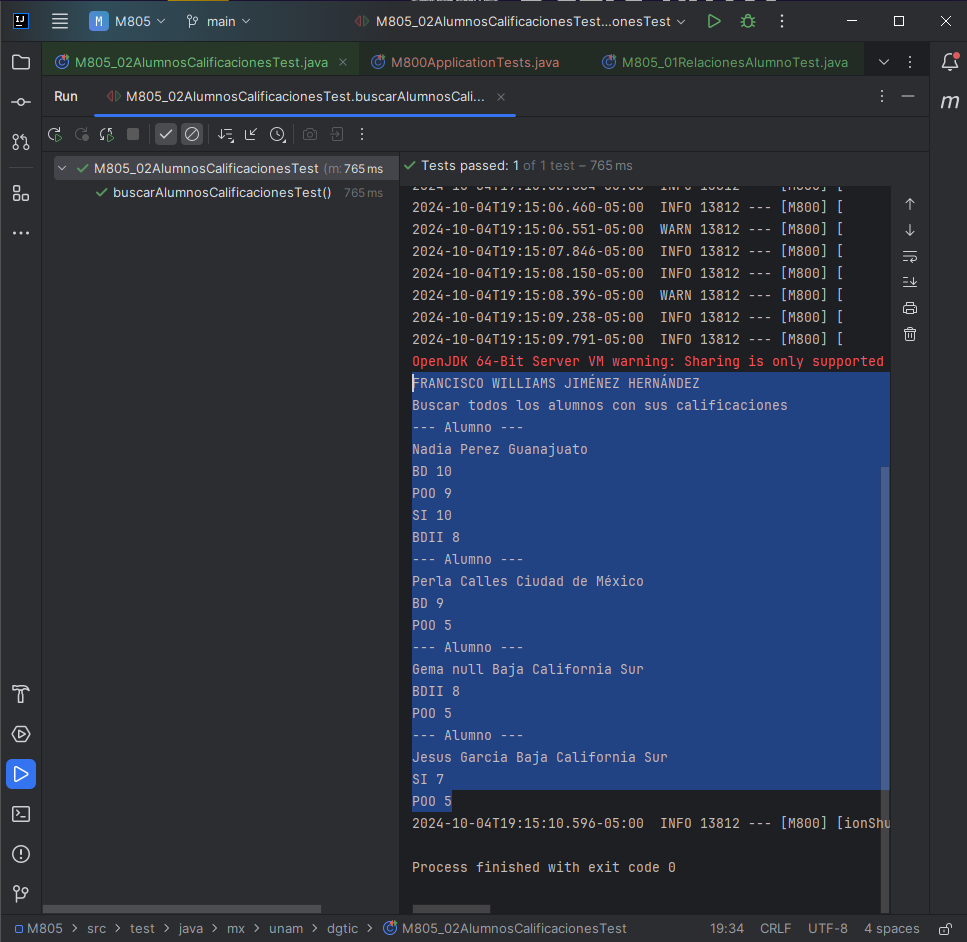 M M805 main M805_02AlumnosCalificacionesTest...onesTest
M805_02AlumnosCalificacionesTest.java M800ApplicationTests.java M805_01RelacionesAlumnoTest.java
Run M805_02AlumnosCalificacionesTest.buscarAlumnosCali...
M805_02AlumnosCalificacionesTest (m: 765 ms
buscarAlumnosCalificacionesTest() 765 ms
Tests passed: 1 of 1 test – 765 ms
2024-10-04T19:15:06.460-05:00 INFO 13812 --- [M800] [
2024-10-04T19:15:06.551-05:00 WARN 13812 --- [M800] [
2024-10-04T19:15:07.846-05:00 INFO 13812 --- [M800] [
2024-10-04T19:15:08.150-05:00 INFO 13812 --- [M800] [
2024-10-04T19:15:08.396-05:00 WARN 13812 --- [M800] [
2024-10-04T19:15:09.238-05:00 INFO 13812 --- [M800] [
2024-10-04T19:15:09.791-05:00 INFO 13812 --- [M800] [
OpenJDK 64-Bit Server VM warning: Sharing is only supported
FRANCISCO WILLIAMS JIMÉNEZ HERNÁNDEZ
Buscar todos los alumnos con sus calificaciones
--- Alumno ---
Nadia Perez Guanajuato
BD 10
POO 9
SI 10
BDII 8
--- Alumno ---
Perla Calles Ciudad de México
BD 9
POO 5
--- Alumno ---
Gema null Baja California Sur
BDII 8
POO 5
--- Alumno ---
Jesus Garcia Baja California Sur
SI 7
POO 5
2024-10-04T19:15:10.596-05:00 INFO 13812 --- [M800] [ionShu
Process finished with exit code 0
M805 > src > test > java > mx > unam > dgtic > M805_02AlumnosCalificacionesTest 19:34 CRLF UTF-8 4 spaces